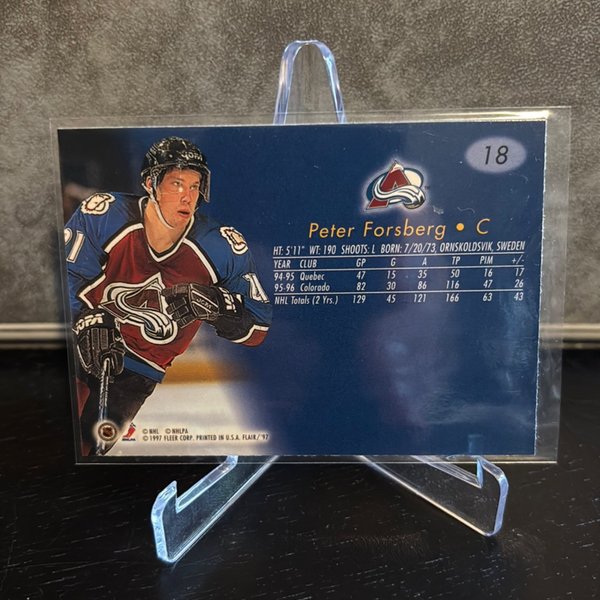 18
Peter Forsberg • C
HT: 5'11" WT: 190 SHOOTS: L BORN: 7/20/73, ORNSKOLDSVIK, SWEDEN
YEAR CLUB GP G A TP PIM +/-
94-95 Quebec 47 15 35 50 16 17
95-96 Colorado 82 30 86 116 47 26
NHL Totals (2 Yrs.) 129 45 121 166 63 43
21
© NHL © NHLPA
© 1997 FLEER CORP. PRINTED IN U.S.A. FLAIR/'97